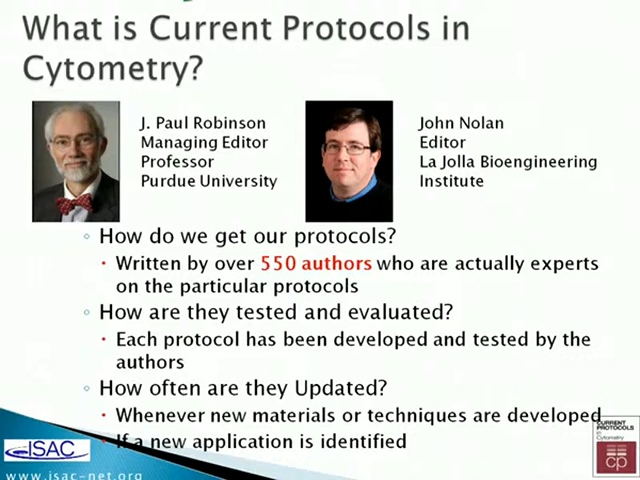 What is Current Protocols in
Cytometry?
J. Paul Robinson
Managing Editor
Professor
Purdue University
John Nolan
Editor
La Jolla Bioengineering
Institute
How do we get our protocols?
Written by over 550 authors who are actually experts
on the particular protocols
How are they tested and evaluated?
Each protocol has been developed and tested by the
authors
How often are they Updated?
Whenever new materials or techniques are developed
If a new application is identified
ISAC
www.isac-net.org
CURRENT
PROTOCOLS
in
Cytometry
cp